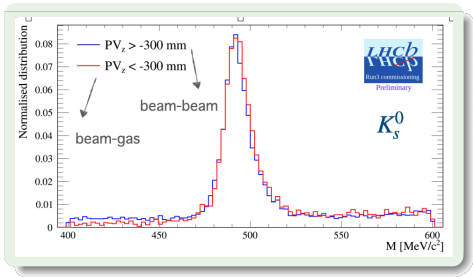 PVz > -300 mm
PVz < -300 mm
beam-beam
beam-gas
LHCb
Run3 commissioning
Preliminary
Ks0
Normalised distribution
0.08
0.07
0.06
0.05
0.04
0.03
0.02
0.01
0
400
450
500
550
600
M [MeV/c2]